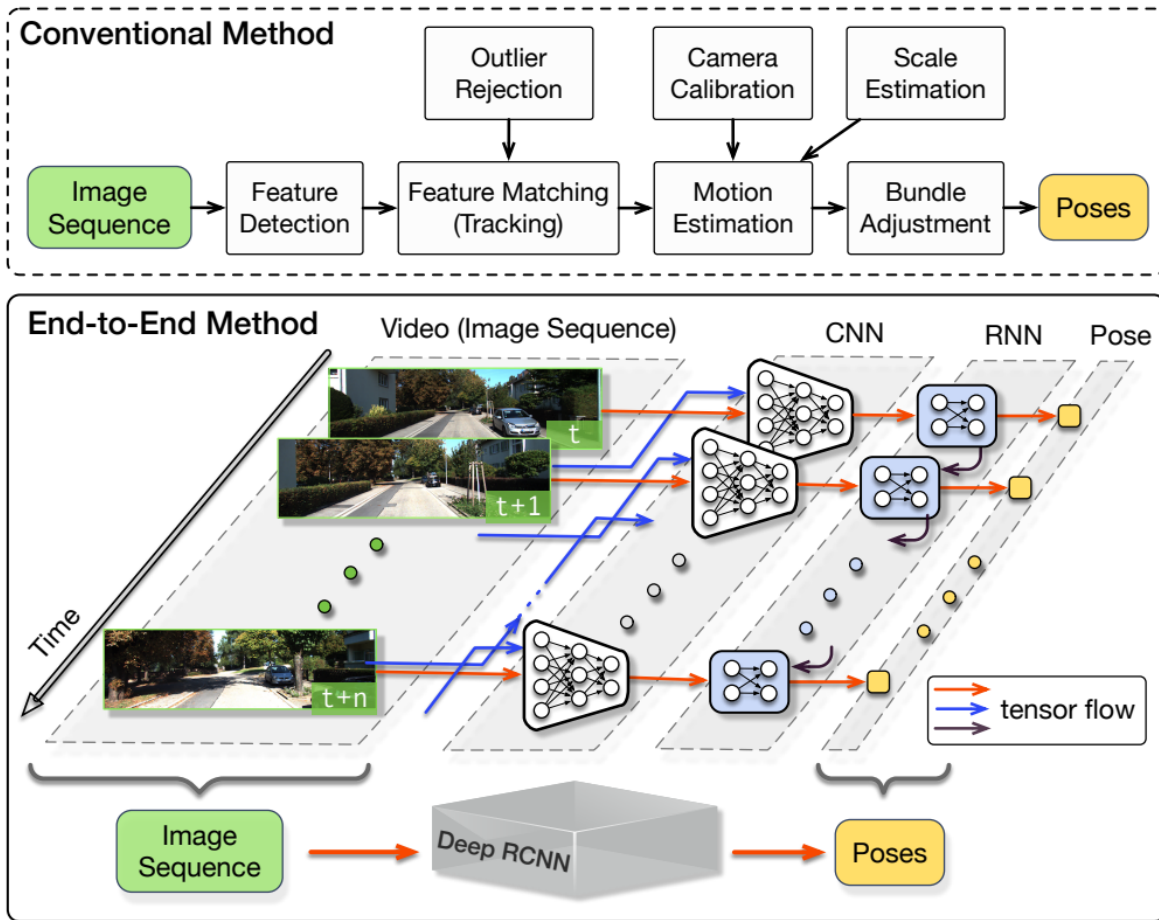 Conventional Method
Outlier
Rejection
Camera
Calibration
Scale
Estimation
Image
Sequence
Feature
Detection
Feature Matching
(Tracking)
Motion
Estimation
Bundle
Adjustment
Poses
End-to-End Method
Video (Image Sequence)
CNN
RNN
Pose
t
t+1
Time
t+n
tensor flow
Image
Sequence
Deep RCNN
Poses